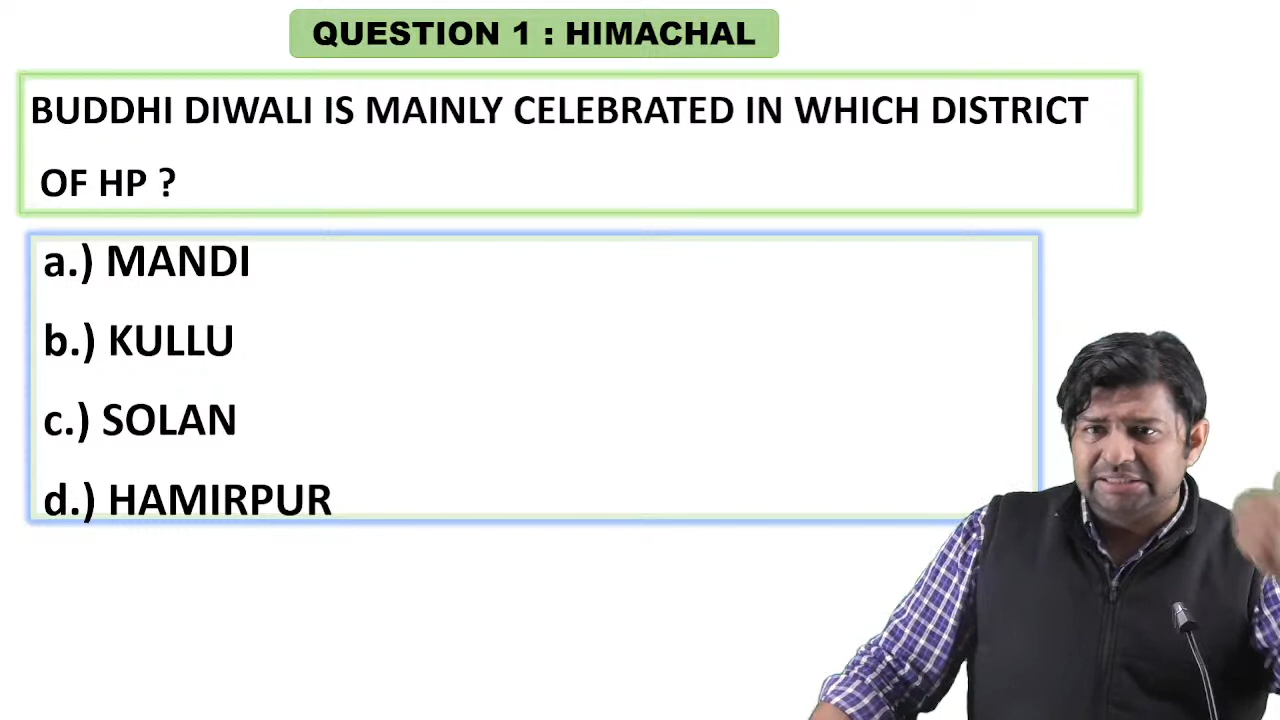 QUESTION 1 : HIMACHAL
BUDDHI DIWALI IS MAINLY CELEBRATED IN WHICH DISTRICT
OF HP ?
a.) MANDI
b.) KULLU
c.) SOLAN
d.) HAMIRPUR